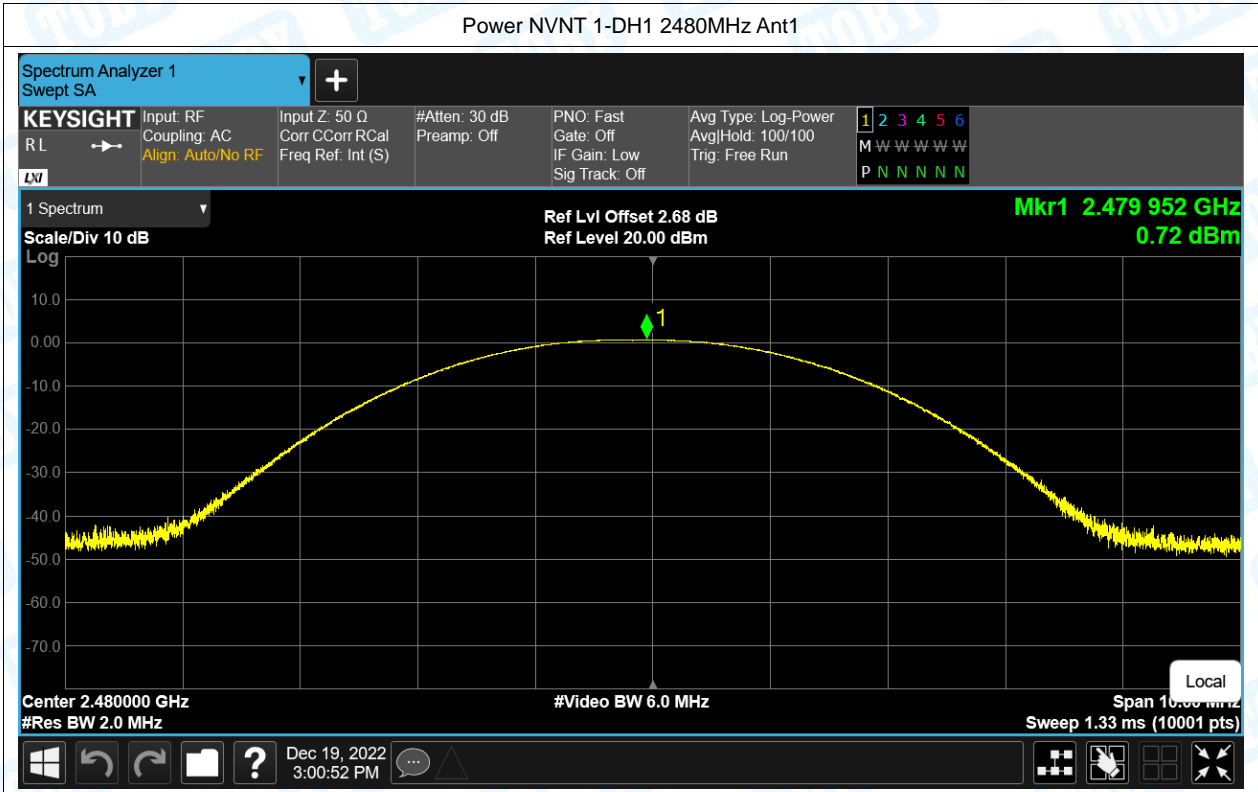 Power NVNT 1-DH1 2480MHz Ant1
Spectrum Analyzer 1
Swept SA
KEYSIGHT
R L
LXI
Input: RF
Coupling: AC
Align: Auto/No RF
Input Z: 50 Ω
Corr CCorr RCal
Freq Ref: Int (S)
#Atten: 30 dB
Preamp: Off
PNO: Fast
Gate: Off
IF Gain: Low
Sig Track: Off
Avg Type: Log-Power
Avg|Hold: 100/100
Trig: Free Run
1 2 3 4 5 6
M W W W W W
P N N N N N
1 Spectrum
Scale/Div 10 dB
Ref Lvl Offset 2.68 dB
Ref Level 20.00 dBm
Mkr1 2.479 952 GHz
0.72 dBm
Log
10.0
0.00
-10.0
-20.0
-30.0
-40.0
-50.0
-60.0
-70.0
1
Local
Center 2.480000 GHz
#Video BW 6.0 MHz
Span 10.00 MHz
#Res BW 2.0 MHz
Sweep 1.33 ms (10001 pts)
?
Dec 19, 2022
3:00:52 PM
TOBY